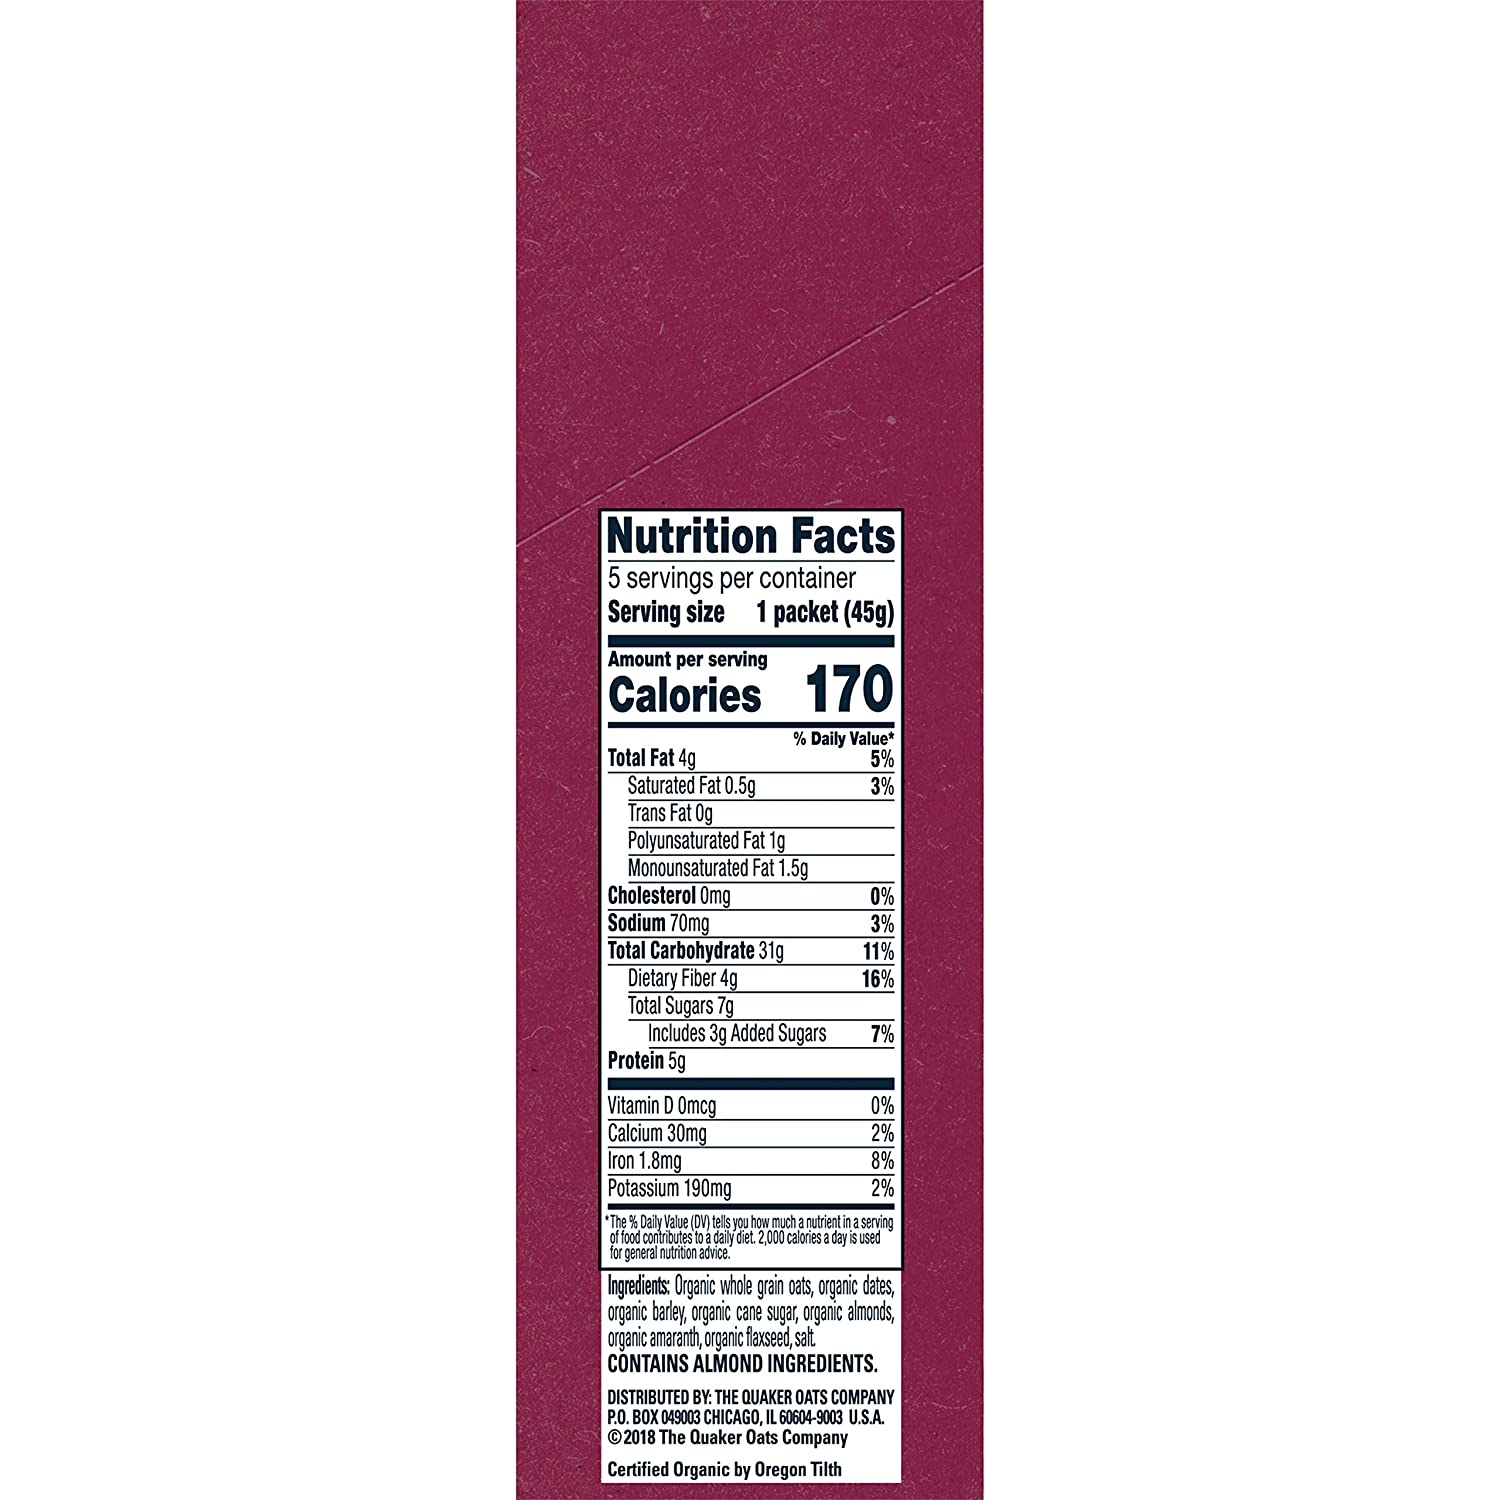 Nutrition Facts
5 servings per container
Serving size 1 packet (45g)
Amount per serving
Calories 170
% Daily Value*
Total Fat 4g 5%
Saturated Fat 0.5g 3%
Trans Fat 0g
Polyunsaturated Fat 1g
Monounsaturated Fat 1.5g
Cholesterol 0mg 0%
Sodium 70mg 3%
Total Carbohydrate 31g 11%
Dietary Fiber 4g 16%
Total Sugars 7g
Includes 3g Added Sugars 7%
Protein 5g
Vitamin D 0mcg 0%
Calcium 30mg 2%
Iron 1.8mg 8%
Potassium 190mg 2%
*The % Daily Value (DV) tells you how much a nutrient in a serving
of food contributes to a daily diet. 2,000 calories a day is used
for general nutrition advice.
Ingredients: Organic whole grain oats, organic dates,
organic barley, organic cane sugar, organic almonds,
organic amaranth, organic flaxseed, salt.
CONTAINS ALMOND INGREDIENTS.
DISTRIBUTED BY: THE QUAKER OATS COMPANY
P.O. BOX 049003 CHICAGO, IL 60604-9003 U.S.A.
©2018 The Quaker Oats Company
Certified Organic by Oregon Tilth